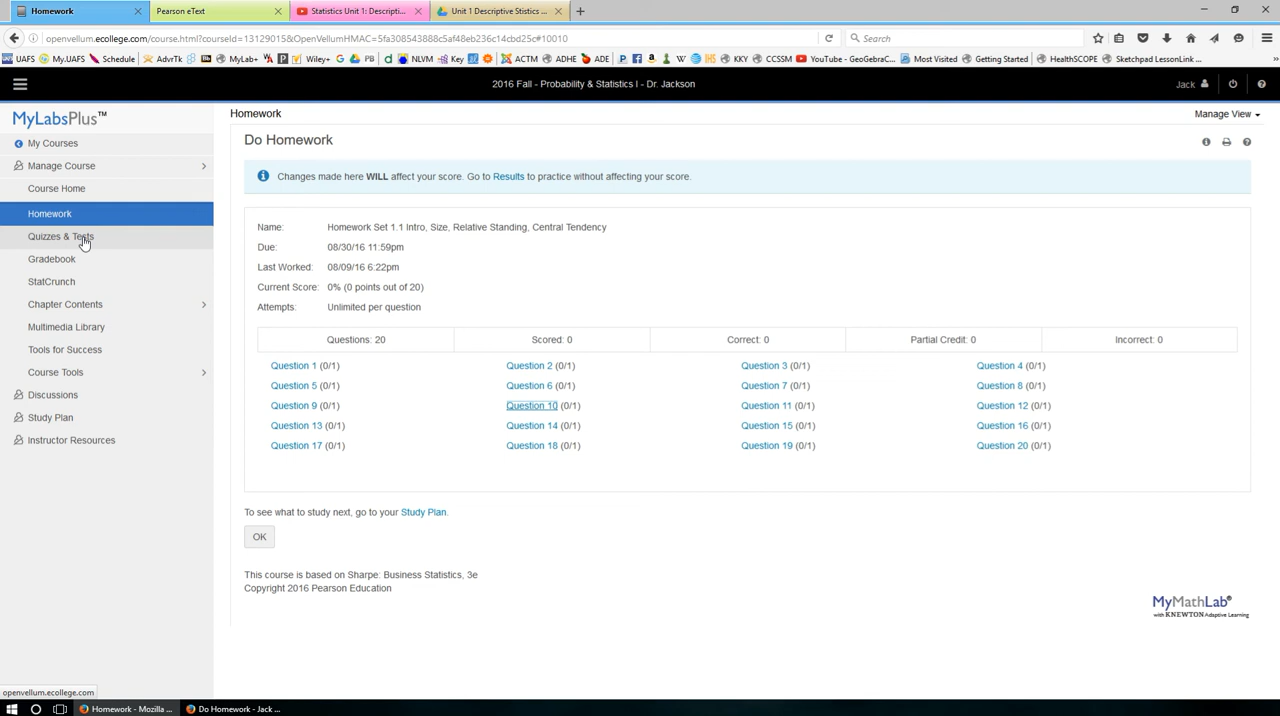 Homework
Pearson eText
Statistics Unit 1: Descripti...
Unit 1 Descriptive Stistics ...
openvellum.ecollege.com/course.html?courseId=13129015&OpenVellumHMAC=5fa308543888c5af48eb236c14cbd25c#10010
Search
UAFS My.UAFS Schedule AdvrTk MyLab+ Key Wiley+ PB NLVM Key ACTM ADHE ADE KKY CCSSM YouTube - GeoGebraC... Most Visited Getting Started HealthSCOPE Sketchpad LessonLink ...
2016 Fall - Probability & Statistics I - Dr. Jackson
Jack
MyLabsPlus™
My Courses
Manage Course
Course Home
Homework
Quizzes & Tests
Gradebook
StatCrunch
Chapter Contents
Multimedia Library
Tools for Success
Course Tools
Discussions
Study Plan
Instructor Resources
Homework
Manage View
Do Homework
Changes made here WILL affect your score. Go to Results to practice without affecting your score.
Name: Homework Set 1.1 Intro, Size, Relative Standing, Central Tendency
Due: 08/30/16 11:59pm
Last Worked: 08/09/16 6:22pm
Current Score: 0% (0 points out of 20)
Attempts: Unlimited per question
Questions: 20 Scored: 0 Correct: 0 Partial Credit: 0 Incorrect: 0
Question 1 (0/1) Question 2 (0/1) Question 3 (0/1) Question 4 (0/1)
Question 5 (0/1) Question 6 (0/1) Question 7 (0/1) Question 8 (0/1)
Question 9 (0/1) Question 10 (0/1) Question 11 (0/1) Question 12 (0/1)
Question 13 (0/1) Question 14 (0/1) Question 15 (0/1) Question 16 (0/1)
Question 17 (0/1) Question 18 (0/1) Question 19 (0/1) Question 20 (0/1)
To see what to study next, go to your Study Plan.
OK
This course is based on Sharpe: Business Statistics, 3e
Copyright 2016 Pearson Education
MyMathLab®
with KNEWTON Adaptive Learning
openvellum.ecollege.com
Homework - Mozilla ...
Do Homework - Jack ...